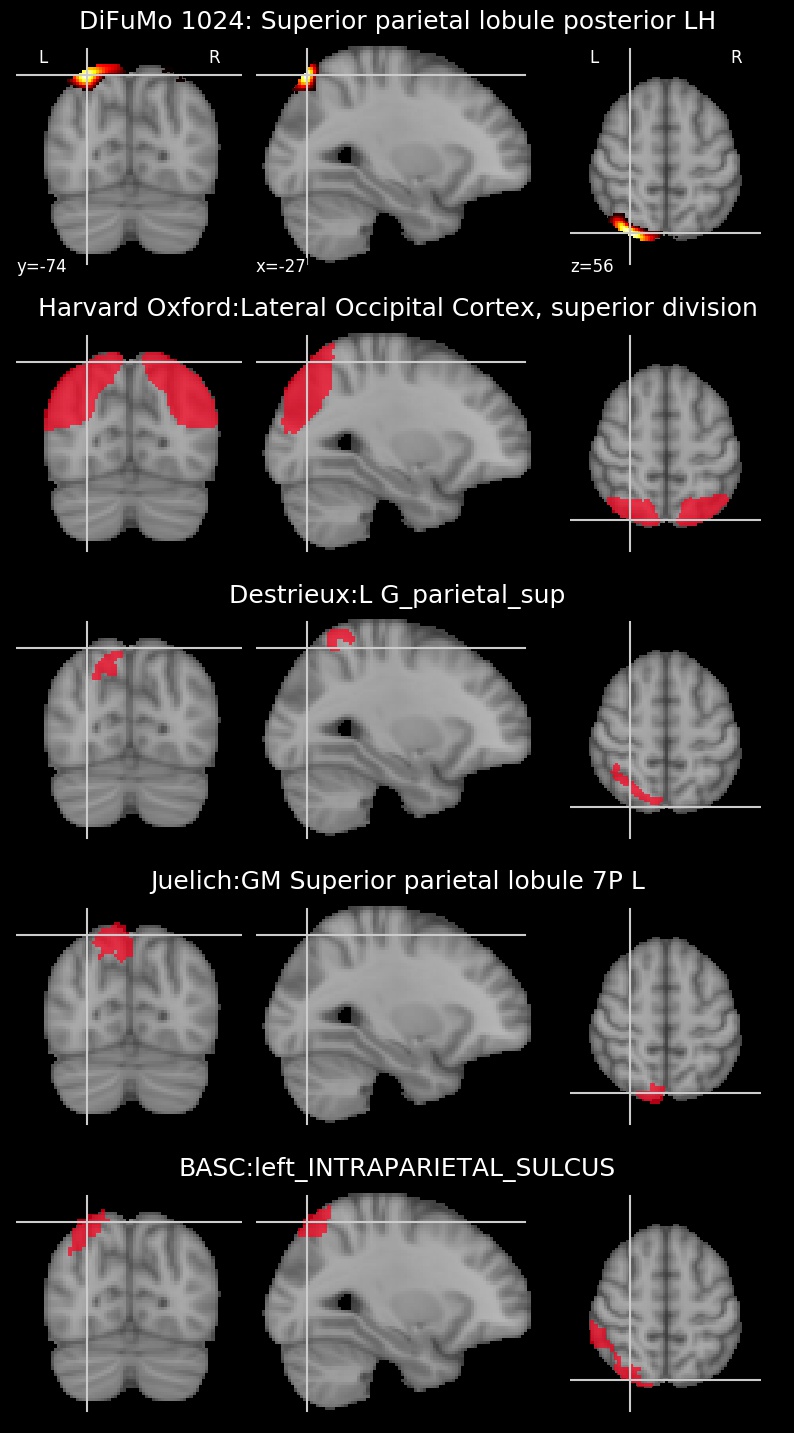 DiFuMo 1024: Superior parietal lobule posterior LH
L R L R
y=-74 x=-27 z=56
Harvard Oxford:Lateral Occipital Cortex, superior division
Destrieux:L G_parietal_sup
Juelich:GM Superior parietal lobule 7P L
BASC:left_INTRAPARIETAL_SULCUS